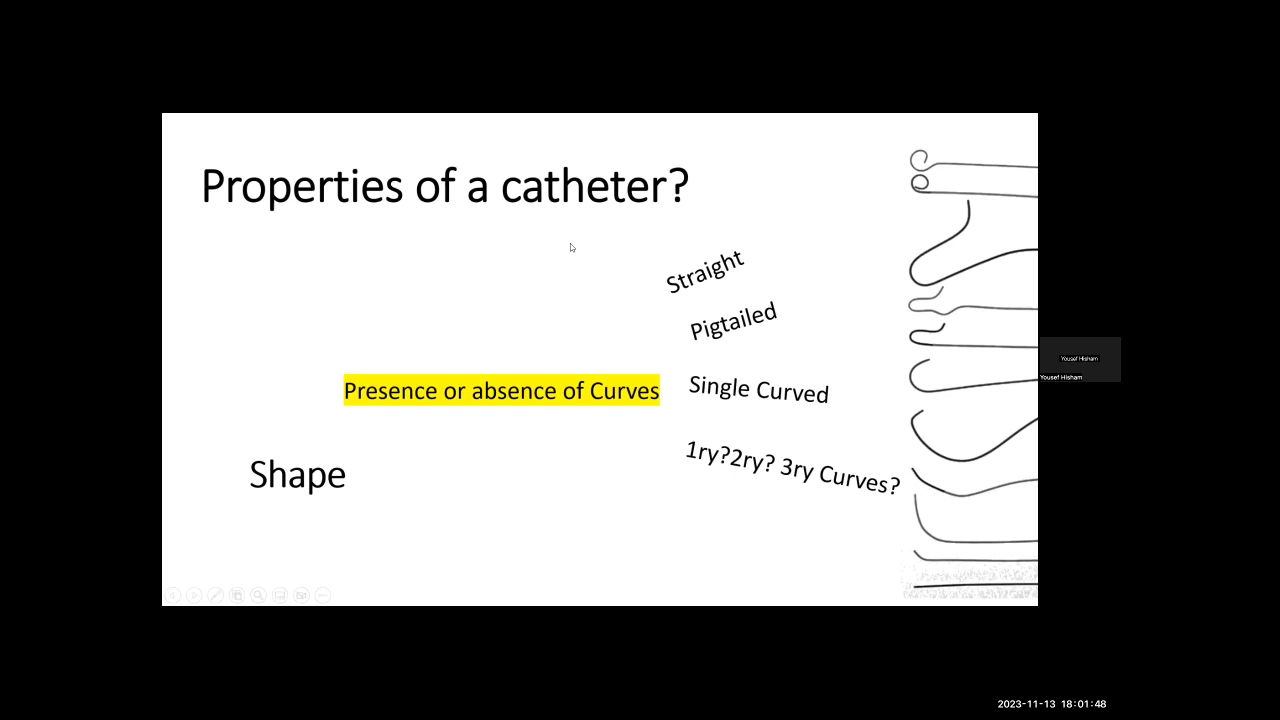 Properties of a catheter?
Straight
Pigtailed
Presence or absence of Curves
Single Curved
1ry?2ry? 3ry Curves?
Shape
Yousef Hisham
Yousef Hisham
2023-11-13 18:01:48